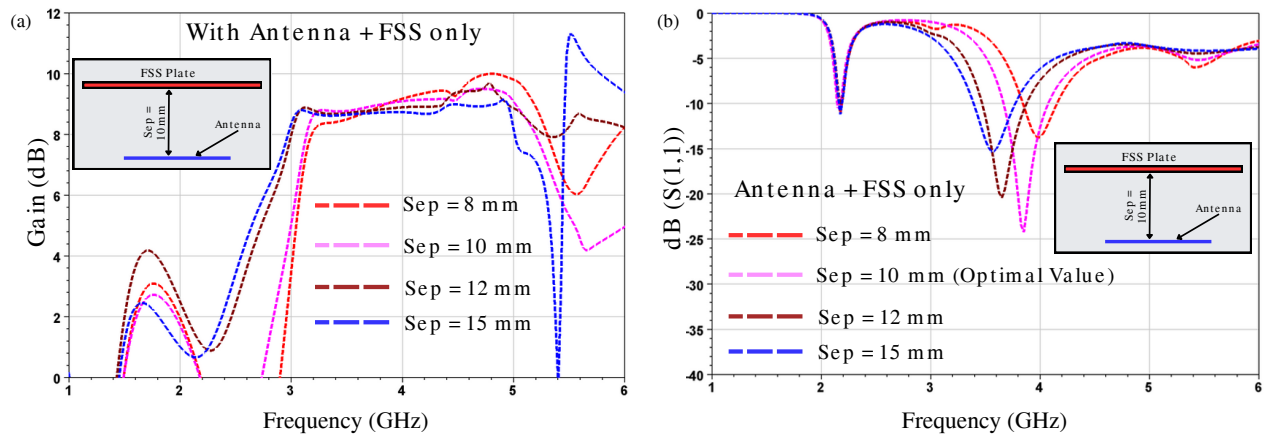 (a)
With Antenna + FSS only
FSS Plate
Sep =
10mm
Antenna
Sep = 8 mm
Sep = 10 mm
Sep = 12 mm
Sep = 15 mm
Gain (dB)
12
10
8
6
4
2
0
1
2
3
4
5
6
Frequency (GHz)
(b)
0
-5
-10
-15
-20
-25
-30
-35
-40
dB (S(1,1))
FSS Plate
Sep =
10mm
Antenna
Antenna + FSS only
Sep = 8 mm
Sep = 10 mm (Optimal Value)
Sep = 12 mm
Sep = 15 mm
1
2
3
4
5
6
Frequency (GHz)